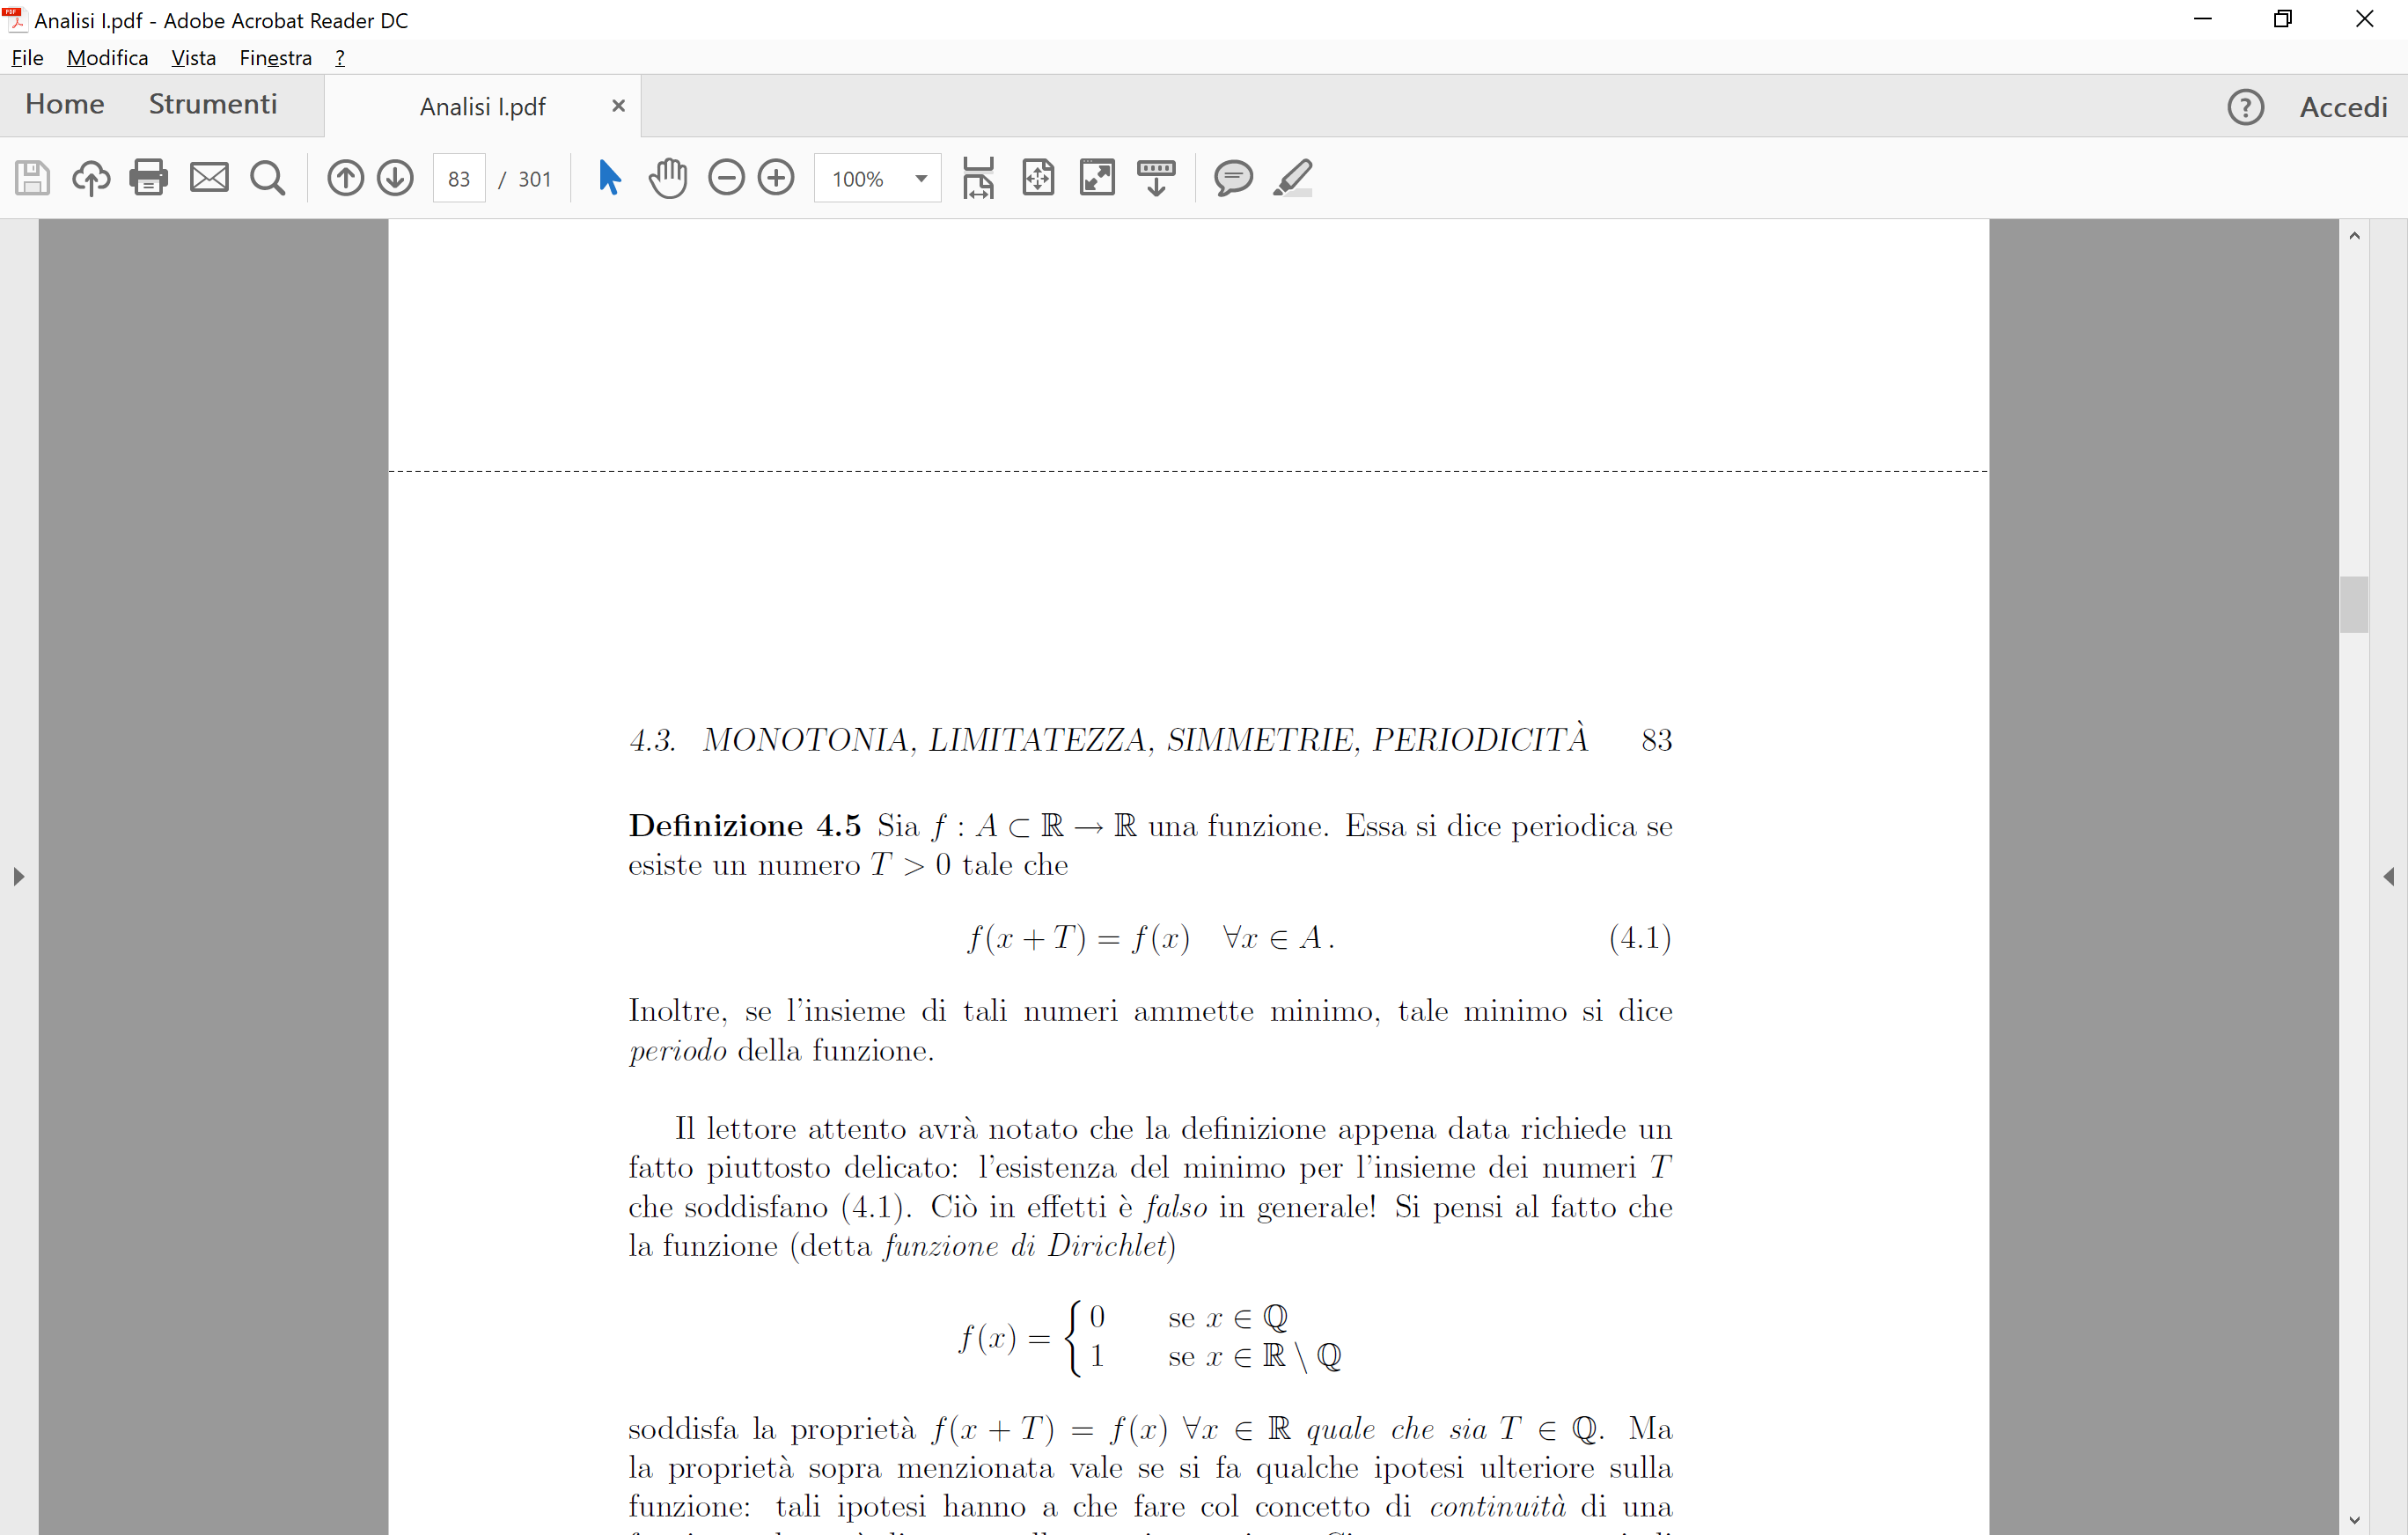 Analisi I.pdf - Adobe Acrobat Reader DC
File Modifica Vista Finestra ?
Home Strumenti Analisi I.pdf × ? Accedi
83 / 301 100%
4.3. MONOTONIA, LIMITATEZZA, SIMMETRIE, PERIODICITÀ 83
Definizione 4.5 Sia f : A ⊂ ℝ → ℝ una funzione. Essa si dice periodica se
esiste un numero T > 0 tale che
f(x + T) = f(x) ∀x ∈ A . (4.1)
Inoltre, se l'insieme di tali numeri ammette minimo, tale minimo si dice
periodo della funzione.
Il lettore attento avrà notato che la definizione appena data richiede un
fatto piuttosto delicato: l'esistenza del minimo per l'insieme dei numeri T
che soddisfano (4.1). Ciò in effetti è falso in generale! Si pensi al fatto che
la funzione (detta funzione di Dirichlet)
f(x) = { 0 se x ∈ ℚ
1 se x ∈ ℝ \ ℚ
soddisfa la proprietà f(x + T) = f(x) ∀x ∈ ℝ quale che sia T ∈ ℚ. Ma
la proprietà sopra menzionata vale se si fa qualche ipotesi ulteriore sulla
funzione: tali ipotesi hanno a che fare col concetto di continuità di una